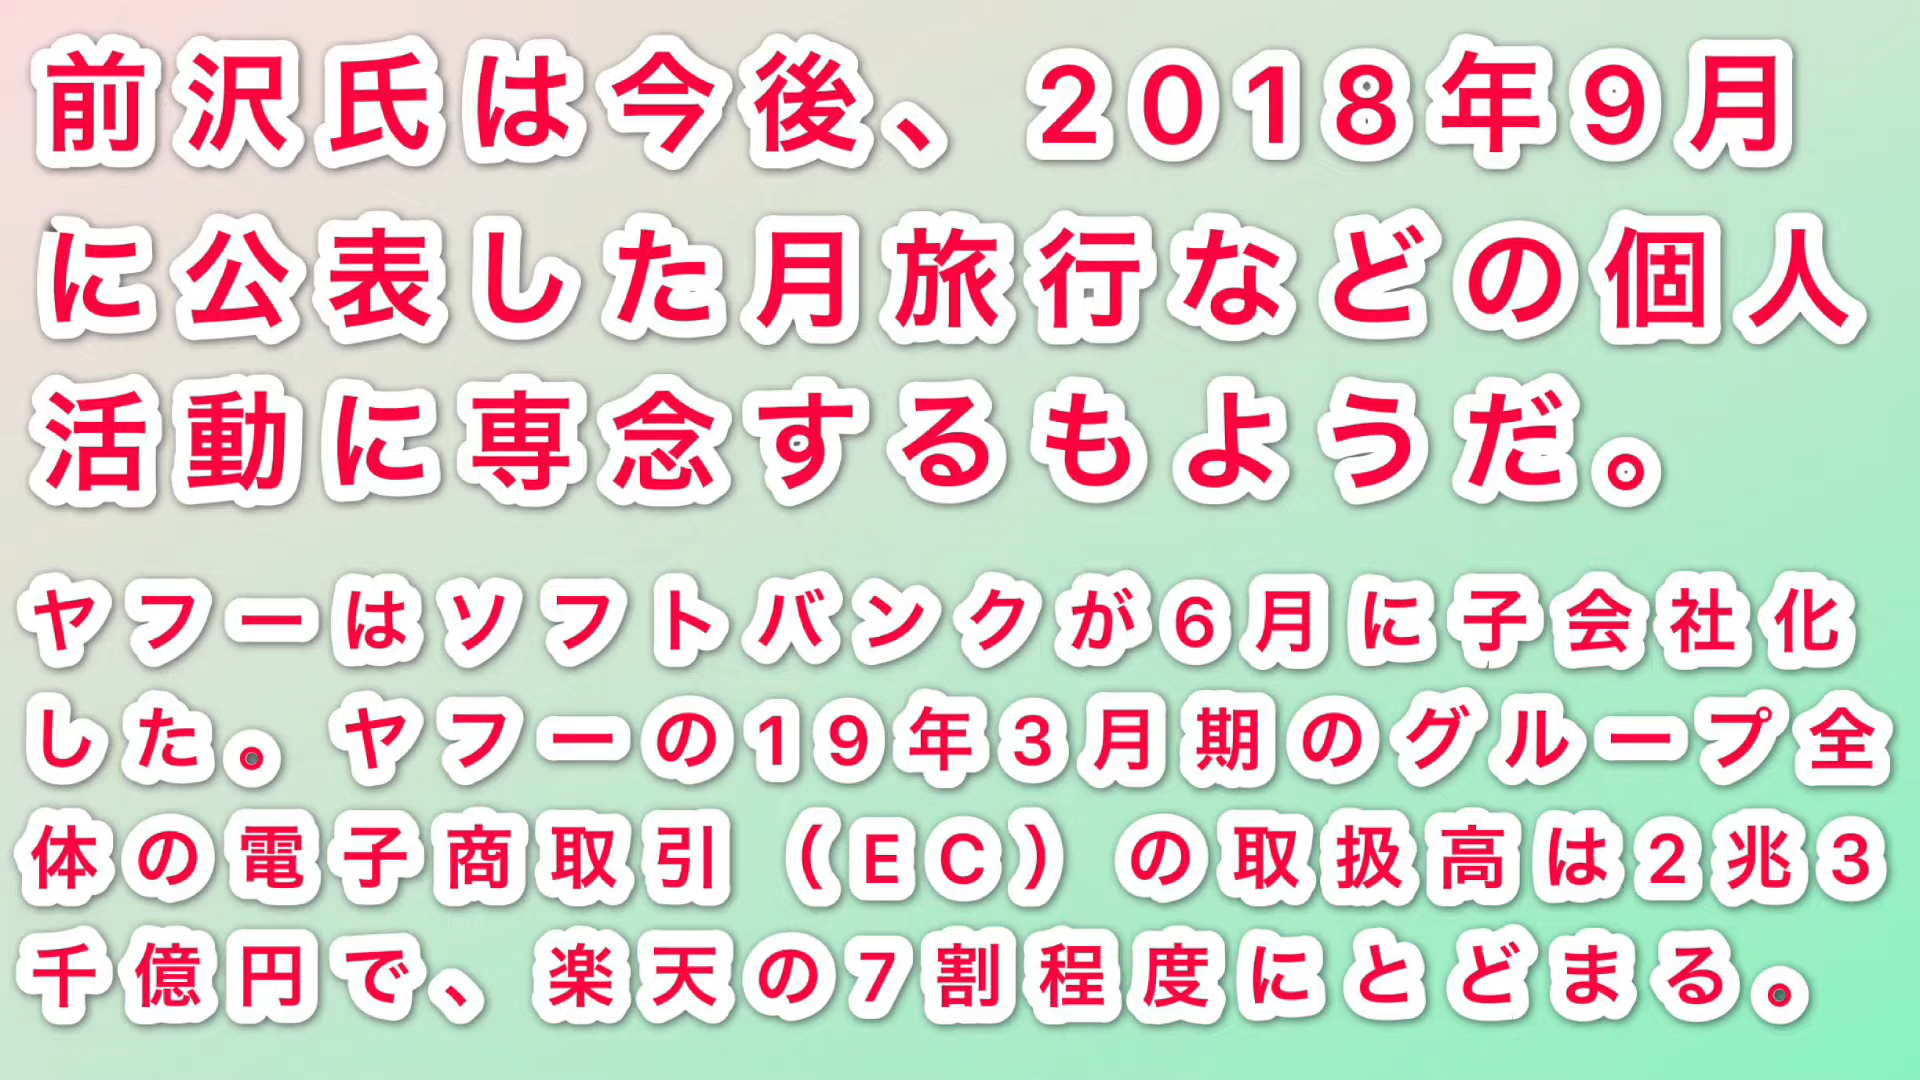 前沢氏は今後、2018年9月
に公表した月旅行などの個人
活動に専念するもようだ。
ヤフーはソフトバンクが6月に子会社化
した。ヤフーの19年3月期のグループ全
体の電子商取引（EC）の取扱高は2兆3
千億円で、楽天の7割程度にとどまる。